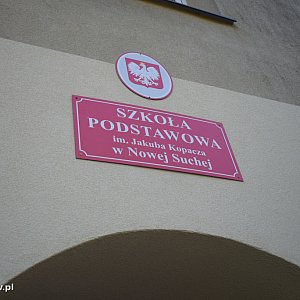 SZKOŁA
PODSTAWOWA
im. Jakuba Kopacza
w Nowej Suchej